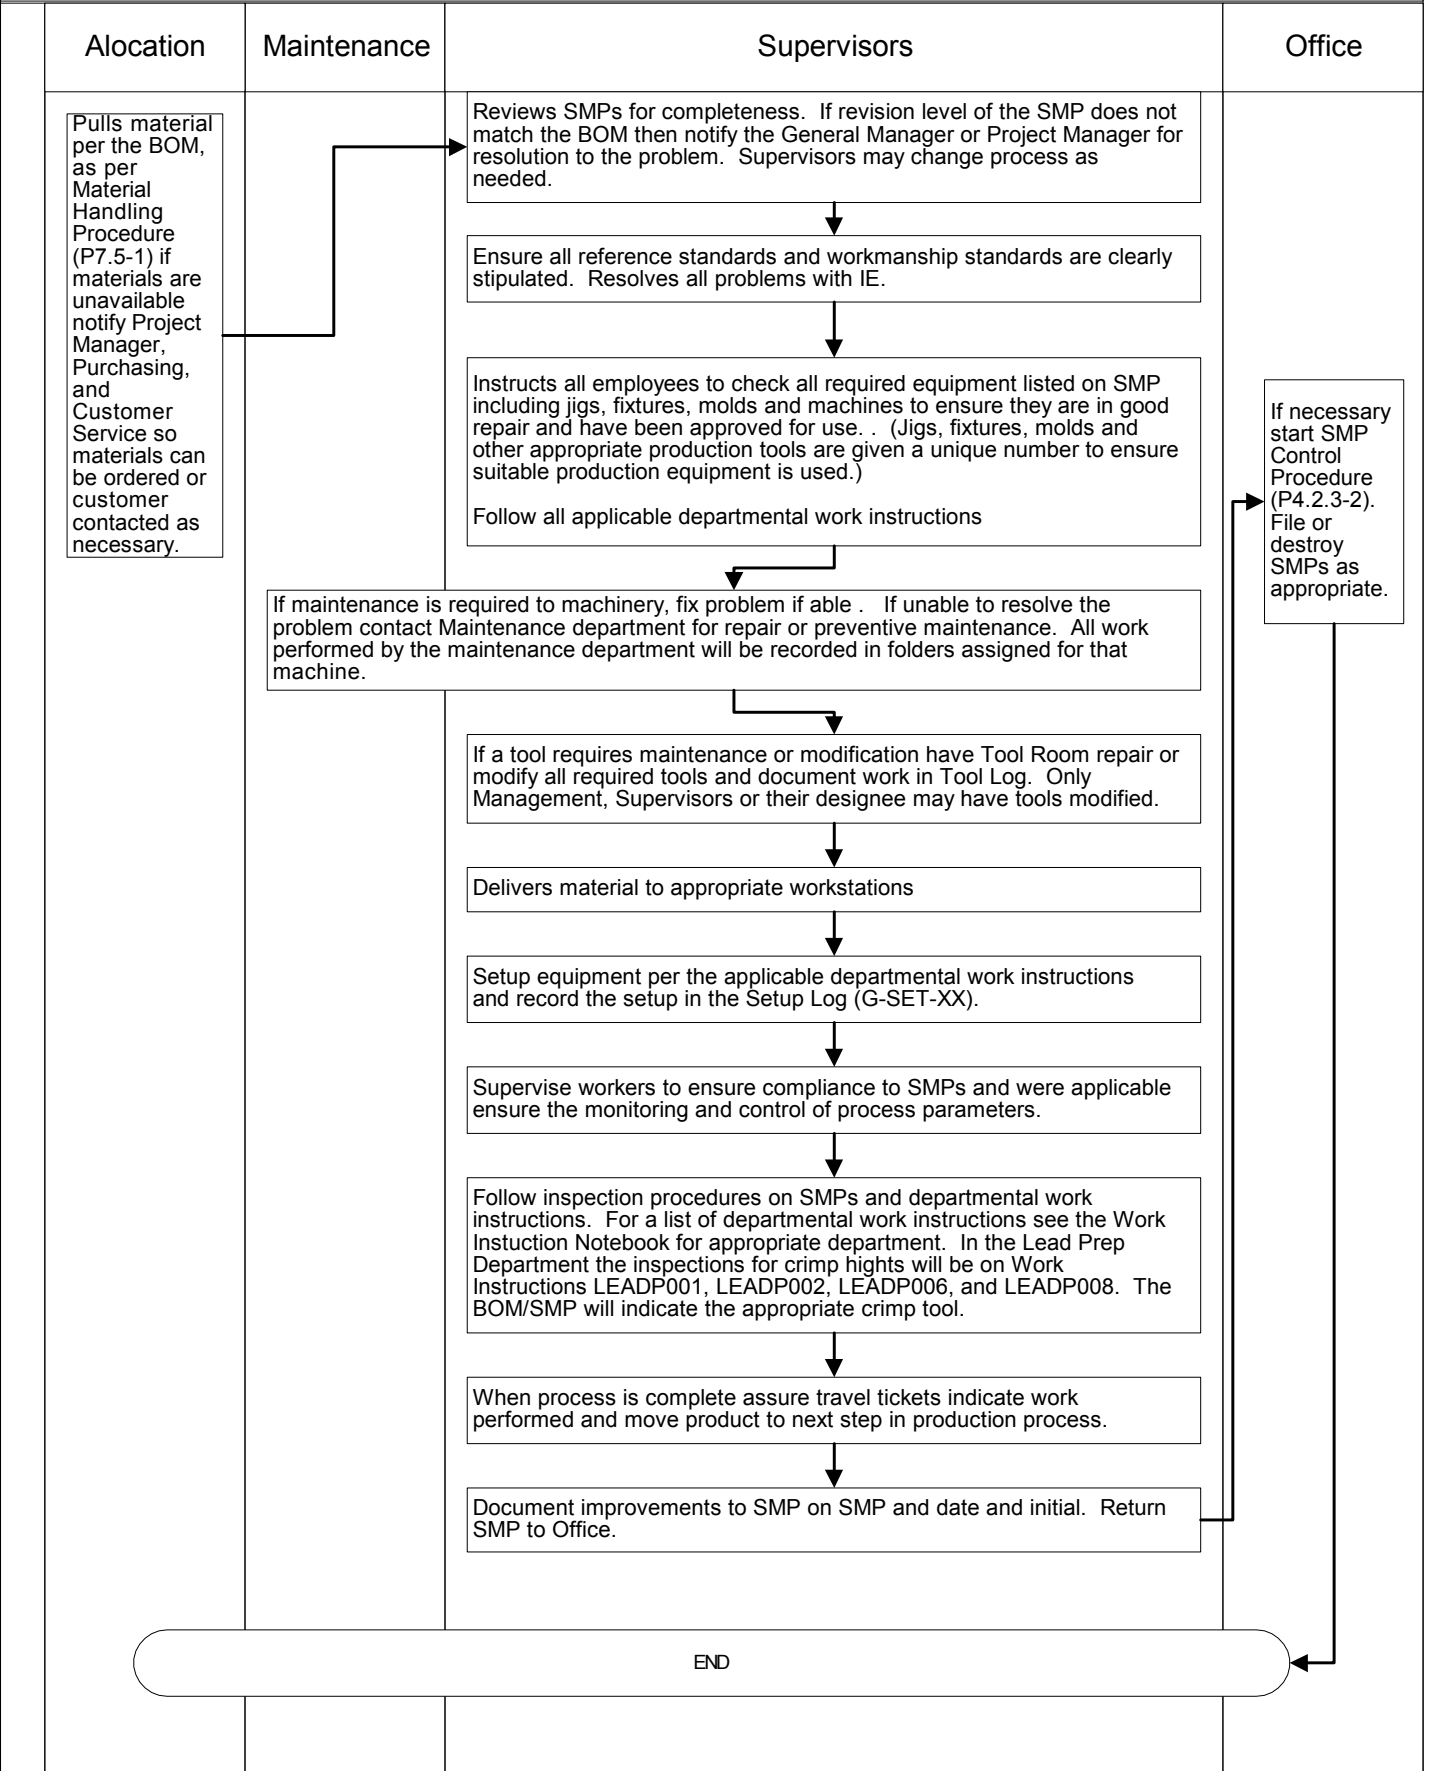 Alocation
Maintenance
Supervisors
Office
Pulls material
per the BOM,
as per
Material
Handling
Procedure
(P7.5-1) if
materials are
unavailable
notify Project
Manager,
Purchasing,
and
Customer
Service so
materials can
be ordered or
customer
contacted as
necessary.
Reviews SMPs for completeness.  If revision level of the SMP does not
match the BOM then notify the General Manager or Project Manager for
resolution to the problem.  Supervisors may change process as
needed.
Ensure all reference standards and workmanship standards are clearly
stipulated.  Resolves all problems with IE.
Instructs all employees to check all required equipment listed on SMP
including jigs, fixtures, molds and machines to ensure they are in good
repair and have been approved for use. .  (Jigs, fixtures, molds and
other appropriate production tools are given a unique number to ensure
suitable production equipment is used.)
Follow all applicable departmental work instructions
If maintenance is required to machinery, fix problem if able .   If unable to resolve the
problem contact Maintenance department for repair or preventive maintenance.  All work
performed by the maintenance department will be recorded in folders assigned for that
machine.
If a tool requires maintenance or modification have Tool Room repair or
modify all required tools and document work in Tool Log.  Only
Management, Supervisors or their designee may have tools modified.
Delivers material to appropriate workstations
Setup equipment per the applicable departmental work instructions
and record the setup in the Setup Log (G-SET-XX).
Supervise workers to ensure compliance to SMPs and were applicable
ensure the monitoring and control of process parameters.
Follow inspection procedures on SMPs and departmental work
instructions.  For a list of departmental work instructions see the Work
Instuction Notebook for appropriate department.  In the Lead Prep
Department the inspections for crimp hights will be on Work
Instructions LEADP001, LEADP002, LEADP006, and LEADP008.  The
BOM/SMP will indicate the appropriate crimp tool.
When process is complete assure travel tickets indicate work
performed and move product to next step in production process.
Document improvements to SMP on SMP and date and initial.  Return
SMP to Office.
If necessary
start SMP
Control
Procedure
(P4.2.3-2).
File or
destroy
SMPs as
appropriate.
END